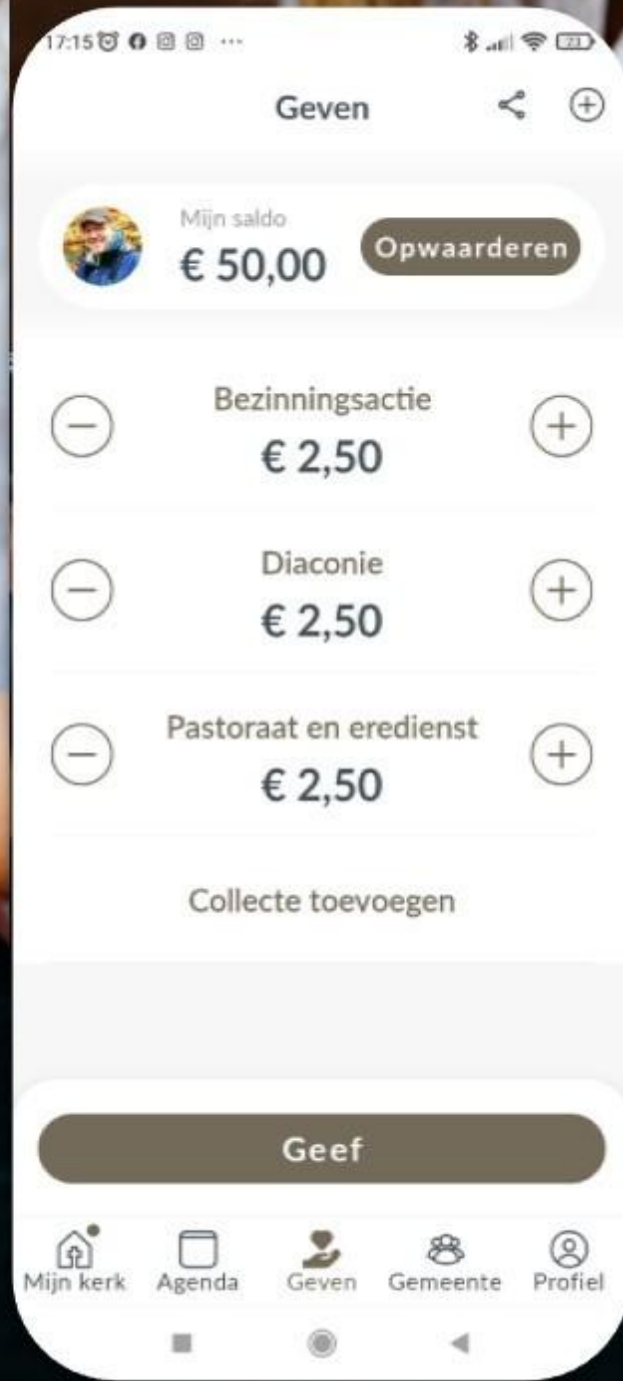 17:15
23
Geven
Mijn saldo
€ 50,00
Opwaarderen
Bezinningsactie
€ 2,50
Diaconie
€ 2,50
Pastoraat en eredienst
€ 2,50
Collecte toevoegen
Geef
Mijn kerk Agenda Geven Gemeente Profiel